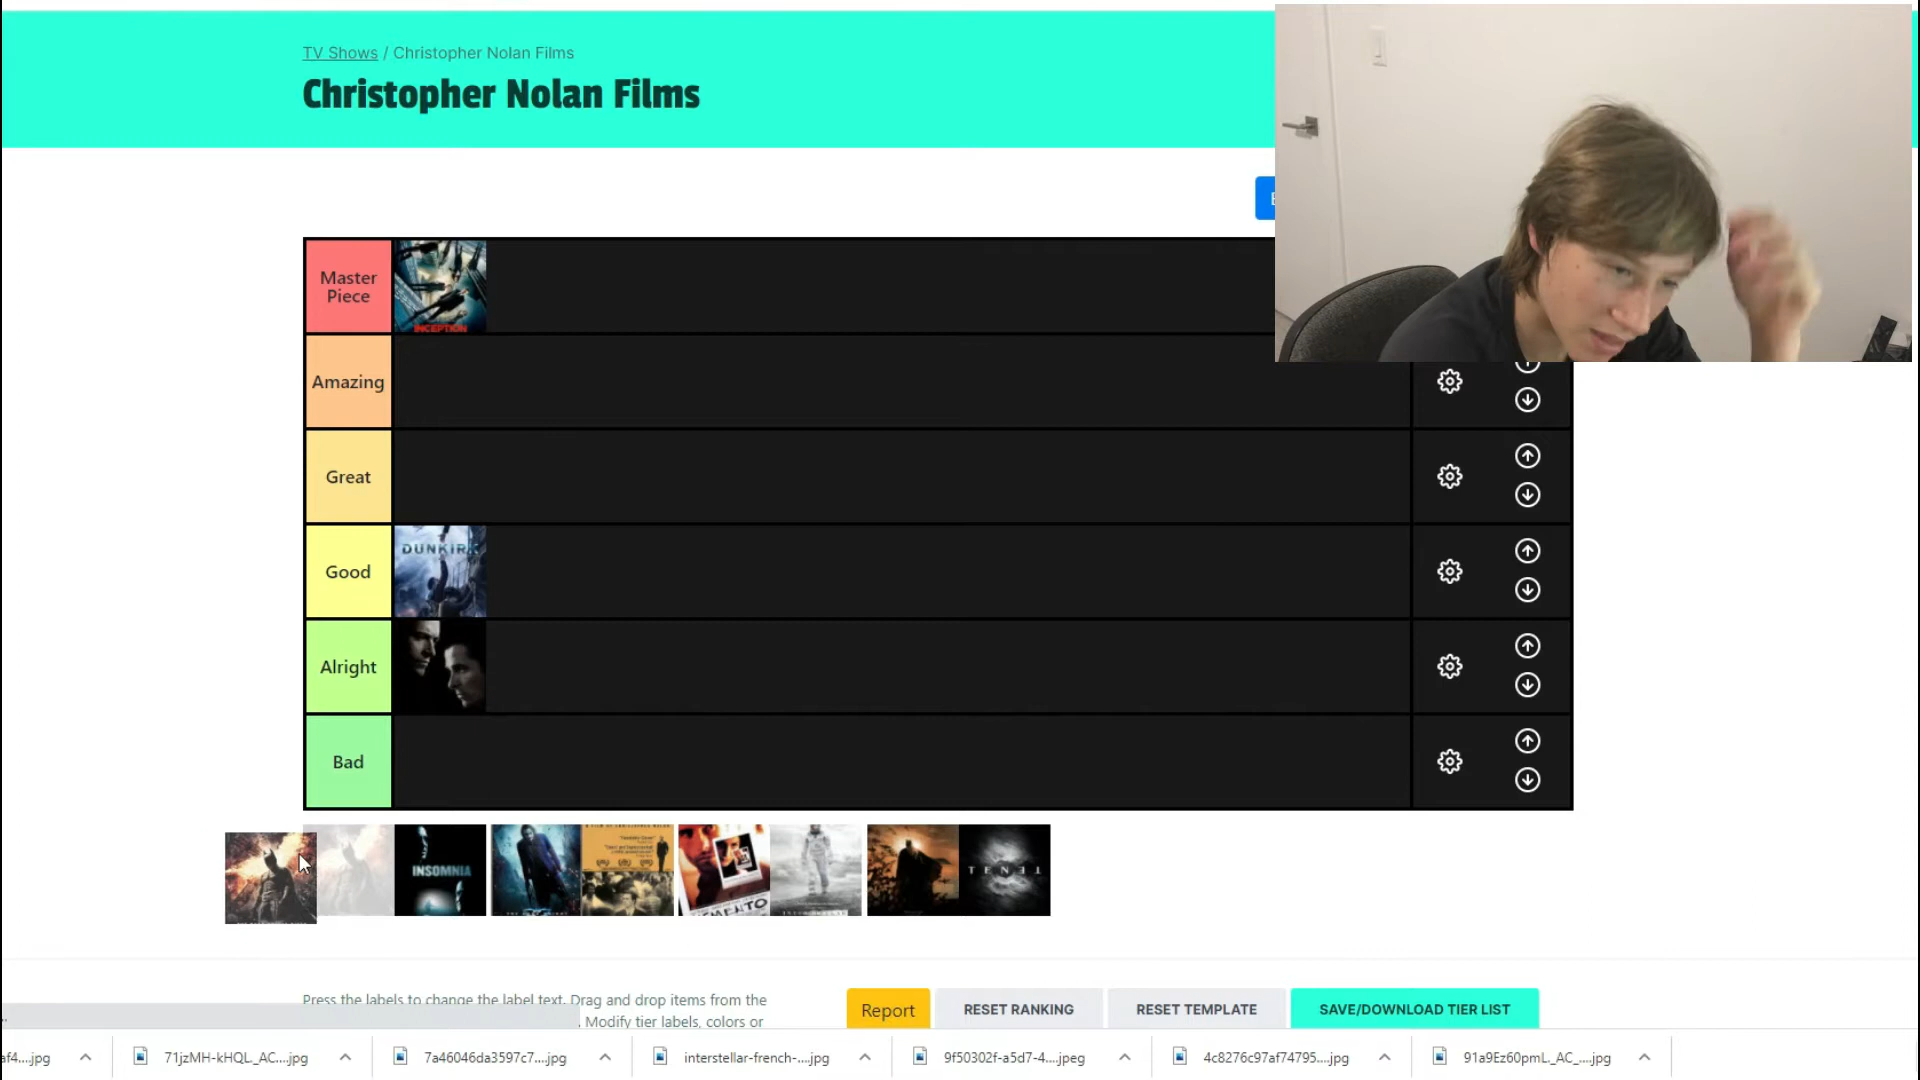 TV Shows / Christopher Nolan Films
Christopher Nolan Films
Master
Piece
INCEPTION
Amazing
Great
Good
DUNKIRK
Alright
Bad
INSOMNIA
TENET
Press the labels to change the label text. Drag and drop items from the
. Modify tier labels, colors or
Report
RESET RANKING
RESET TEMPLATE
SAVE/DOWNLOAD TIER LIST
af4....jpg
71jzMH-kHQL._AC....jpg
7a46046da3597c7....jpg
interstellar-french-....jpg
9f50302f-a5d7-4....jpeg
4c8276c97af74795....jpg
91a9Ez60pmL._AC_....jpg